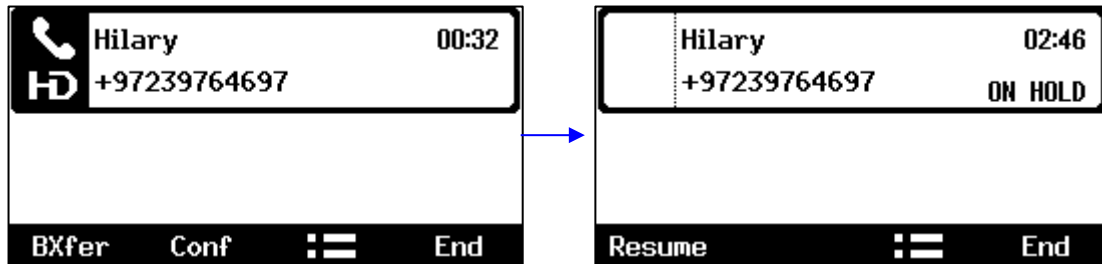 Hilary 00:32
HD +97239764697
BXfer Conf End
Hilary 02:46
+97239764697
ON HOLD
Resume End